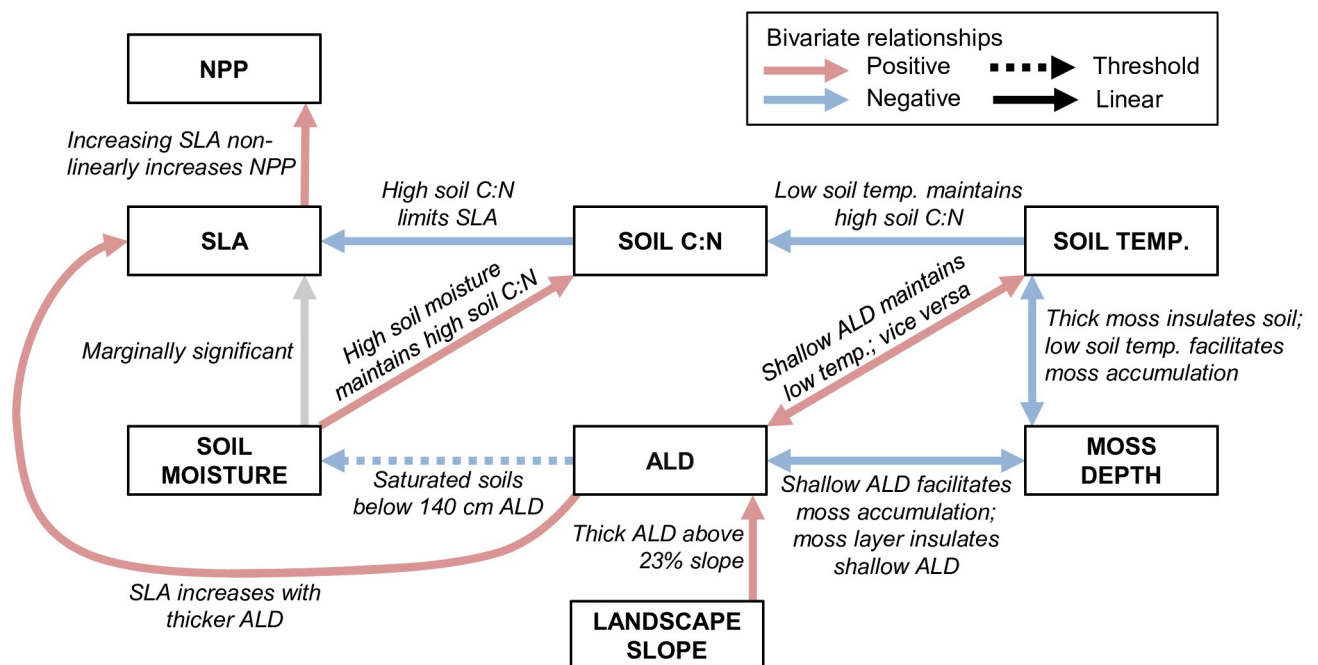 Bivariate relationships
Positive
Threshold
Negative
Linear
NPP
Increasing SLA non-
linearly increases NPP
High soil C:N
limits SLA
Low soil temp. maintains
high soil C:N
SLA
SOIL C:N
SOIL TEMP.
High soil moisture
maintains high soil C:N
Shallow ALD maintains
low temp.; vice versa
Marginally significant
Thick moss insulates soil;
low soil temp. facilitates
moss accumulation
SOIL
MOISTURE
ALD
MOSS
DEPTH
Saturated soils
below 140 cm ALD
Shallow ALD facilitates
moss accumulation;
moss layer insulates
shallow ALD
Thick ALD above
23% slope
SLA increases with
thicker ALD
LANDSCAPE
SLOPE